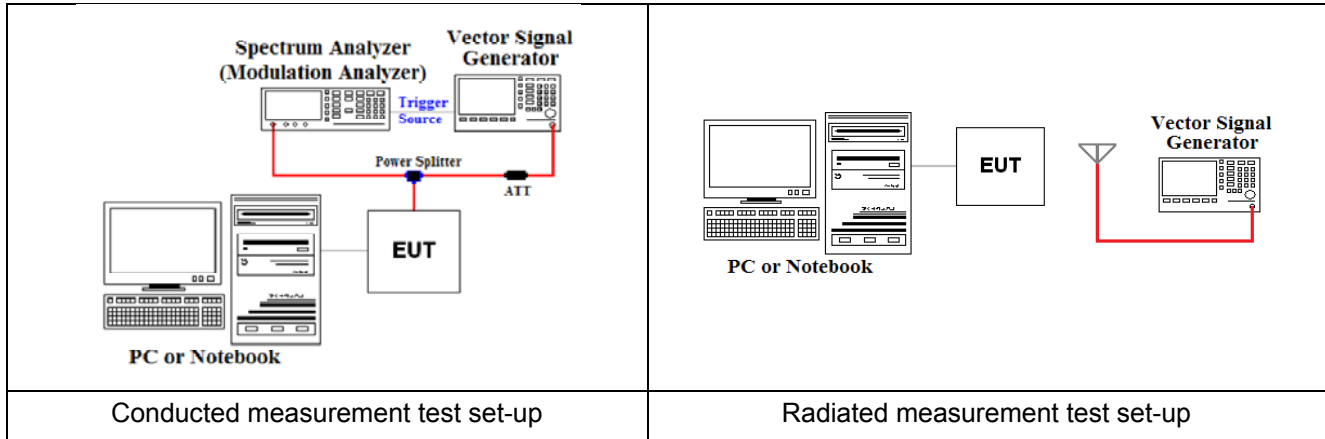 Spectrum Analyzer
(Modulation Analyzer)
Vector Signal
Generator
Trigger
Source
Power Splitter
ATT
EUT
PC or Notebook
Conducted measurement test set-up
EUT
Vector Signal
Generator
PC or Notebook
Radiated measurement test set-up